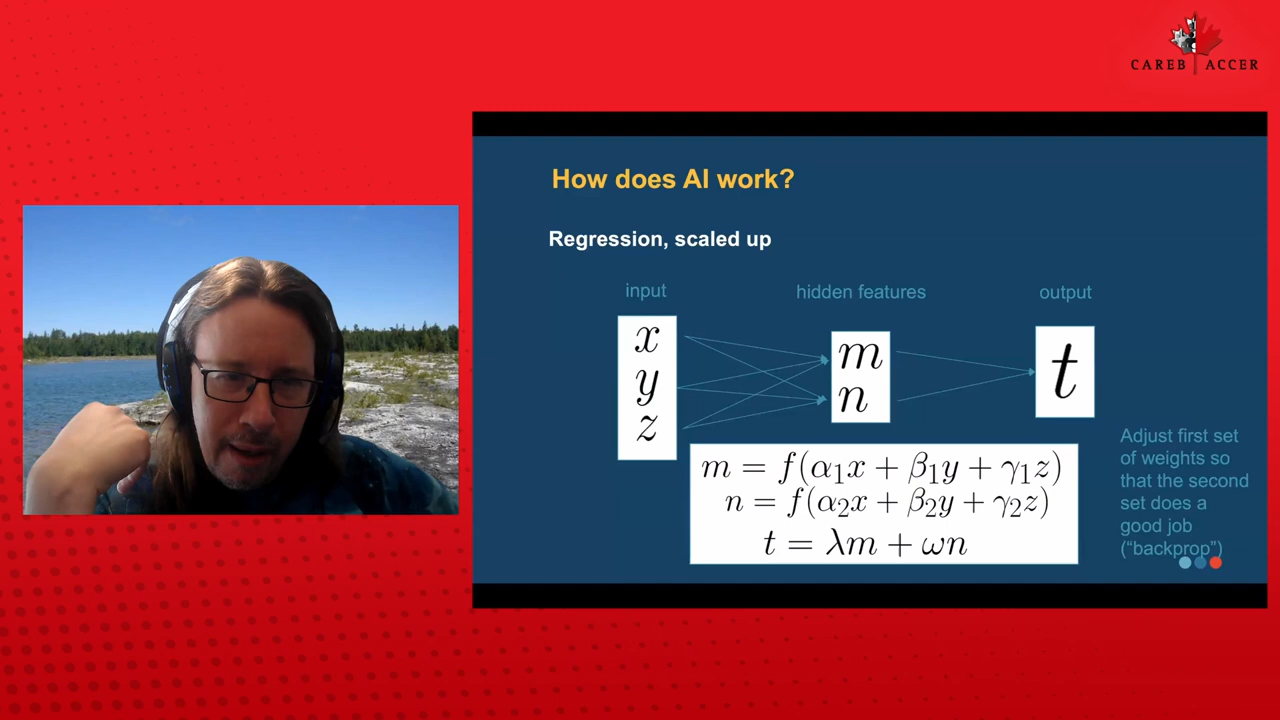 CAREB ACCER
How does AI work?
Regression, scaled up
input
hidden features
output
x
y
z
m
n
t
m = f(α₁x + β₁y + γ₁z)
n = f(α₂x + β₂y + γ₂z)
t = λm + ωn
Adjust first set
of weights so
that the second
set does a
good job
(“backprop”)